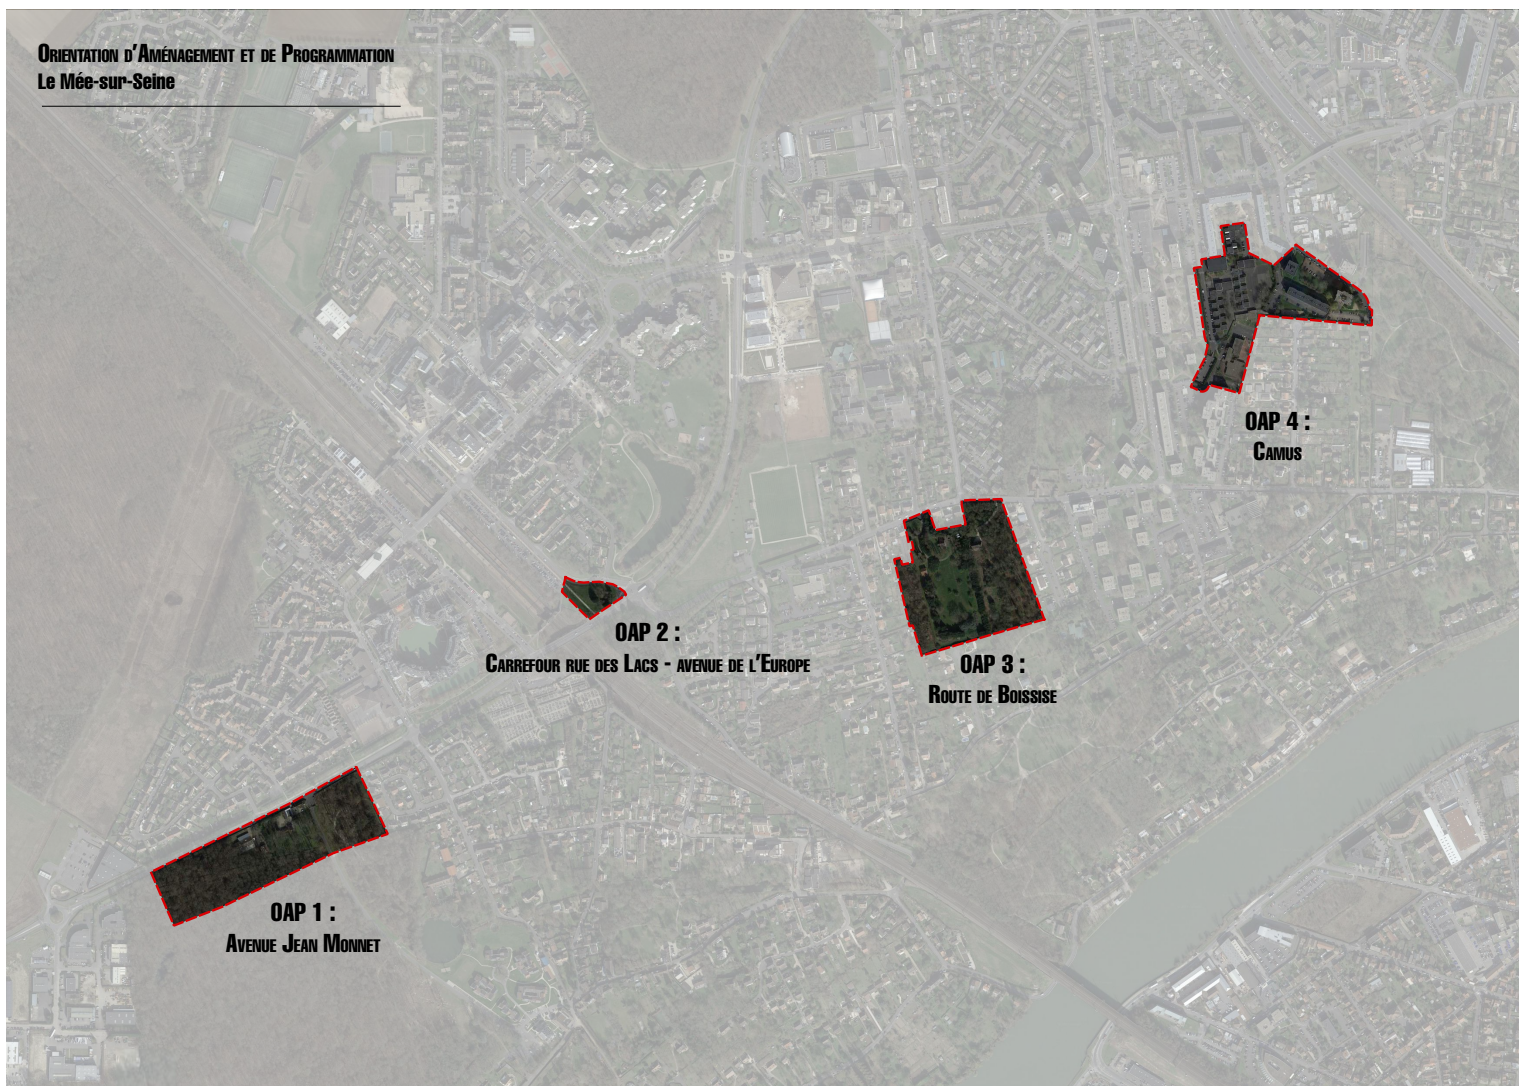 Orientation d'Aménagement et de Programmation
Le Mée-sur-Seine
OAP 4 :
Camus
OAP 2 :
Carrefour rue des Lacs - avenue de l'Europe
OAP 3 :
Route de Boissise
OAP 1 :
Avenue Jean Monnet